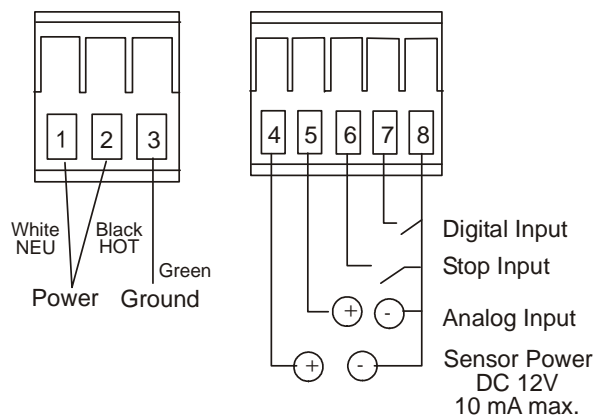 1 2 3
4 5 6 7 8
White
NEU
Black
HOT
Green
Power Ground
Digital Input
Stop Input
+ - Analog Input
+ - Sensor Power
DC 12V
10 mA max.